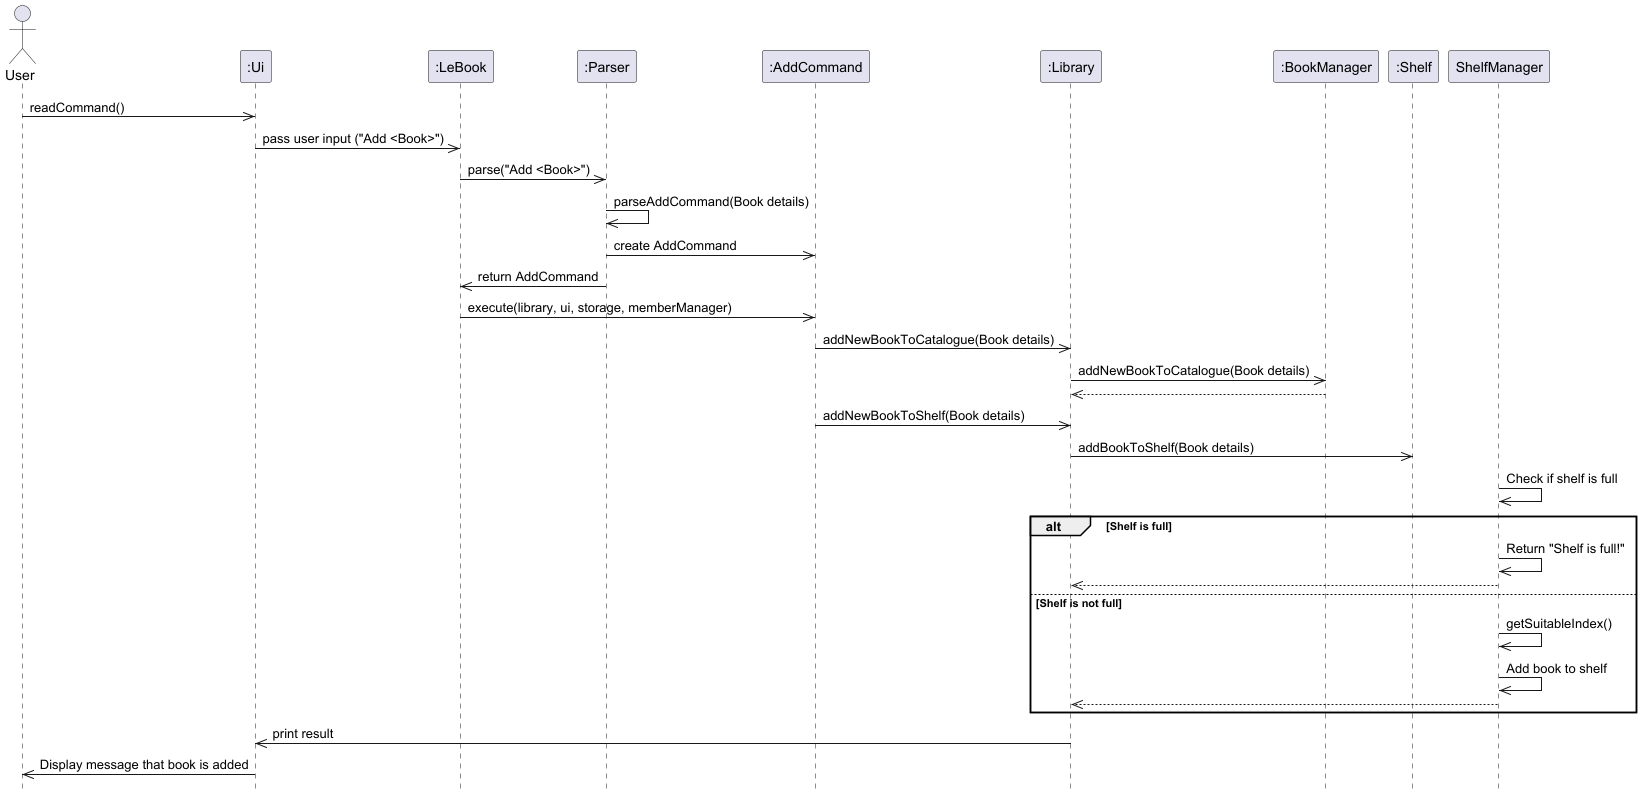 User
:Ui
:LeBook
:Parser
:AddCommand
:Library
:BookManager
:Shelf
ShelfManager
readCommand()
pass user input ("Add <Book>")
parse("Add <Book>")
parseAddCommand(Book details)
create AddCommand
return AddCommand
execute(library, ui, storage, memberManager)
addNewBookToCatalogue(Book details)
addNewBookToCatalogue(Book details)
addNewBookToShelf(Book details)
addBookToShelf(Book details)
Check if shelf is full
alt [Shelf is full]
Return "Shelf is full!"
[Shelf is not full]
getSuitableIndex()
Add book to shelf
print result
Display message that book is added